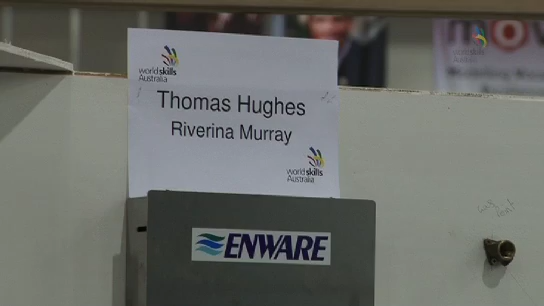 worldskills
Australia
Thomas Hughes
Riverina Murray
worldskills
Australia
ENWARE